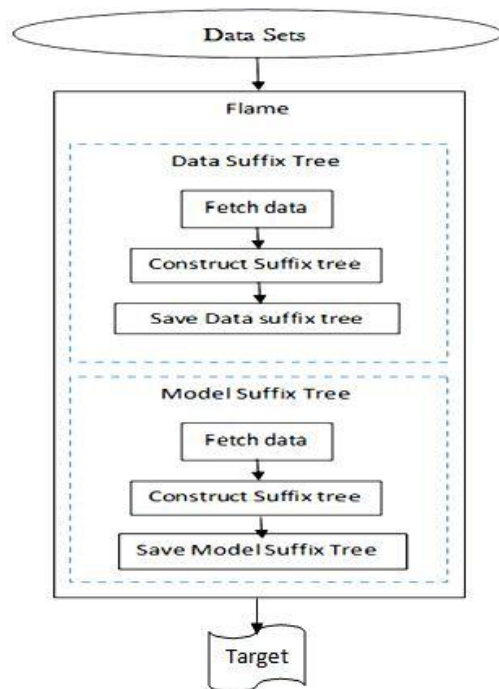 Data Sets
Flame
Data Suffix Tree
Fetch data
Construct Suffix tree
Save Data suffix tree
Model Suffix Tree
Fetch data
Construct Suffix tree
Save Model Suffix Tree
Target